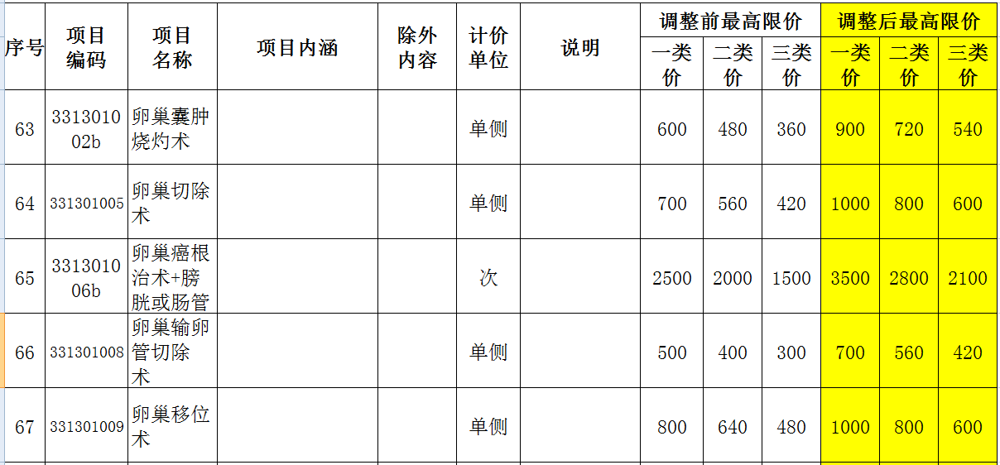 序号 项目编码 项目名称 项目内涵 除外内容 计价单位 说明 调整前最高限价 调整后最高限价
一类价 二类价 三类价 一类价 二类价 三类价
63 331301002b 卵巢囊肿烧灼术 单侧 600 480 360 900 720 540
64 331301005 卵巢切除术 单侧 700 560 420 1000 800 600
65 331301006b 卵巢癌根治术+膀胱或肠管 次 2500 2000 1500 3500 2800 2100
66 331301008 卵巢输卵管切除术 单侧 500 400 300 700 560 420
67 331301009 卵巢移位术 单侧 800 640 480 1000 800 600